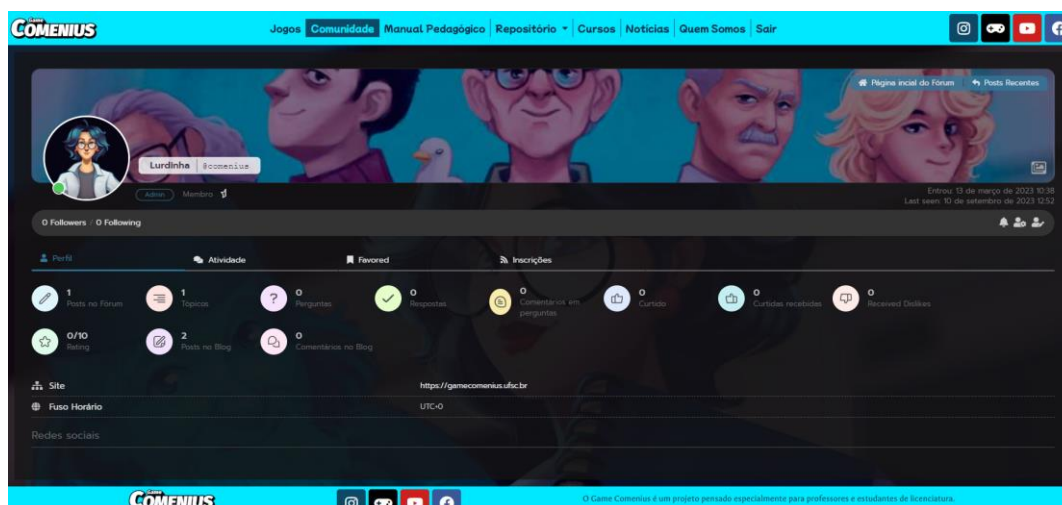 Game
COMENIUS
Jogos Comunidade Manual Pedagógico Repositório Cursos Notícias Quem Somos Sair
Página incial do Fórum Posts Recentes
Lurdinha @comenius
Admin Membro
Entrou: 13 de março de 2023 10:38
Last seen: 10 de setembro de 2023 12:52
0 Followers / 0 Following
Perfil Atividade Favored Inscrições
1
Posts no Fórum
1
Tópicos
0
Perguntas
0
Respostas
0
Comentários em
perguntas
0
Curtido
0
Curtidas recebidas
0
Received Dislikes
0/10
Rating
2
Posts no Blog
0
Comentários no Blog
Site https://gamecomenius.ufsc.br
Fuso Horário UTC+0
Redes sociais
Game
COMENIUS
O Game Comenius é um projeto pensado especialmente para professores e estudantes de licenciatura.